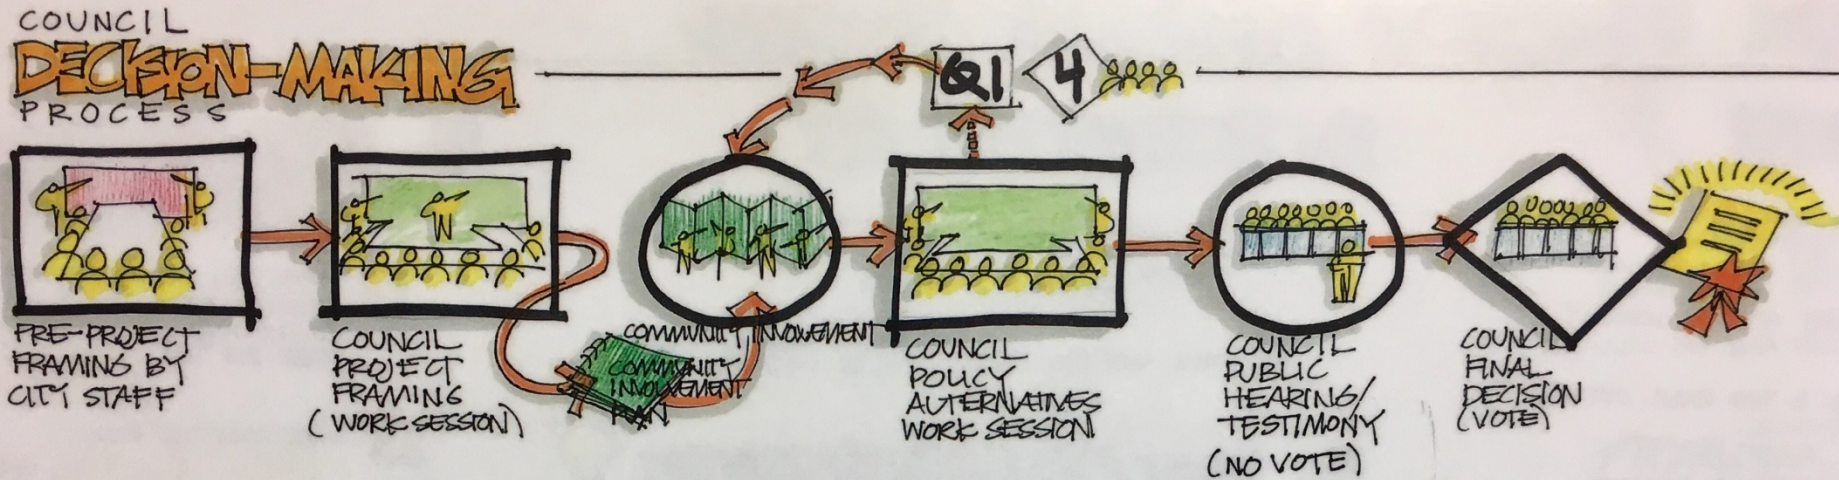 COUNCIL
DECISION-MAKING
PROCESS
Q1
4
PRE-PROJECT
FRAMING BY
CITY STAFF
COUNCIL
PROJECT
FRAMING
(WORK SESSION)
COMMUNITY INVOLVEMENT
COMMUNITY
INVOLVEMENT
PLAN
COUNCIL
POLICY
ALTERNATIVES
WORK SESSION
COUNCIL
PUBLIC
HEARING/
TESTIMONY
(NO VOTE)
COUNCIL
FINAL
DECISION
(VOTE)